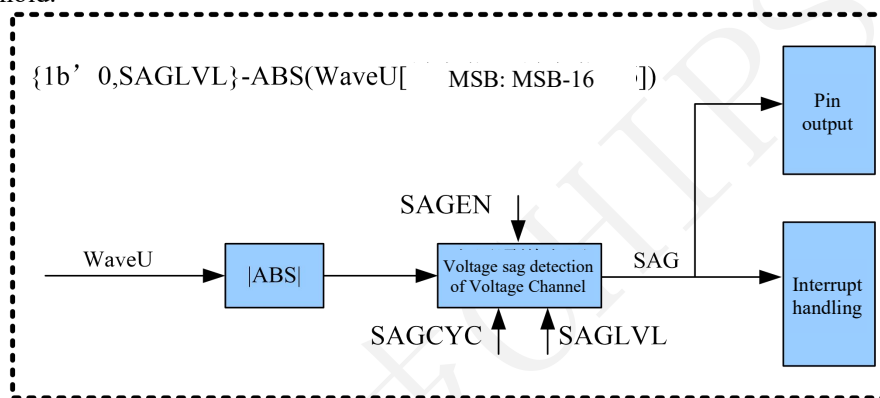 {1b’0,SAGLVL}-ABS(WaveU[ MSB: MSB-16 ])
Pin
output
SAGEN
WaveU
|ABS|
Voltage sag detection
of Voltage Channel
SAG
Interrupt
handling
SAGCYC
SAGLVL